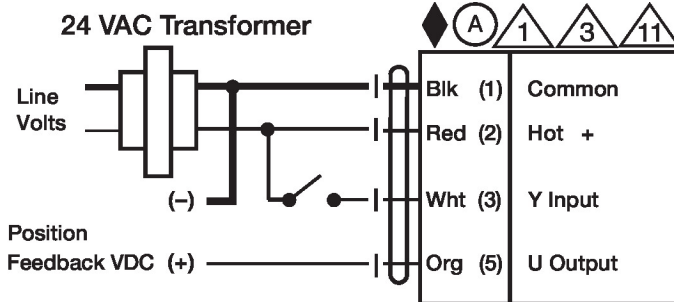 24 VAC Transformer
A 1 3 11
Line
Volts
Blk (1) Common
Red (2) Hot +
(–)
Wht (3) Y Input
Position
Feedback VDC (+)
Org (5) U Output